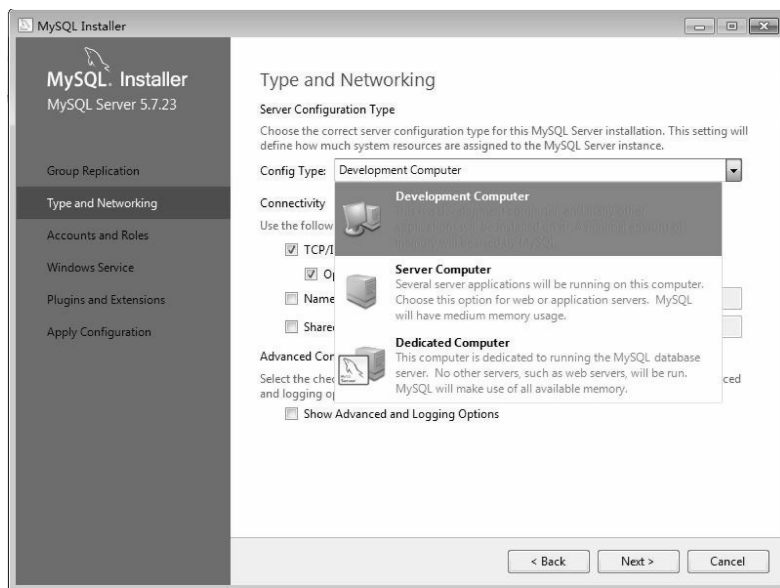 MySQL Installer
MySQL. Installer
MySQL Server 5.7.23
Group Replication
Type and Networking
Accounts and Roles
Windows Service
Plugins and Extensions
Apply Configuration
Type and Networking
Server Configuration Type
Choose the correct server configuration type for this MySQL Server installation. This setting will
define how much system resources are assigned to the MySQL Server instance.
Config Type: Development Computer
Development Computer
Server Computer
Several server applications will be running on this computer.
Choose this option for web or application servers. MySQL
will have medium memory usage.
Dedicated Computer
This computer is dedicated to running the MySQL database
server. No other servers, such as web servers, will be run.
MySQL will make use of all available memory.
Connectivity
Use the follow
TCP/I
Op
Name
Share
Advanced Con
Select the chec
ced
and logging op
Show Advanced and Logging Options
< Back
Next >
Cancel